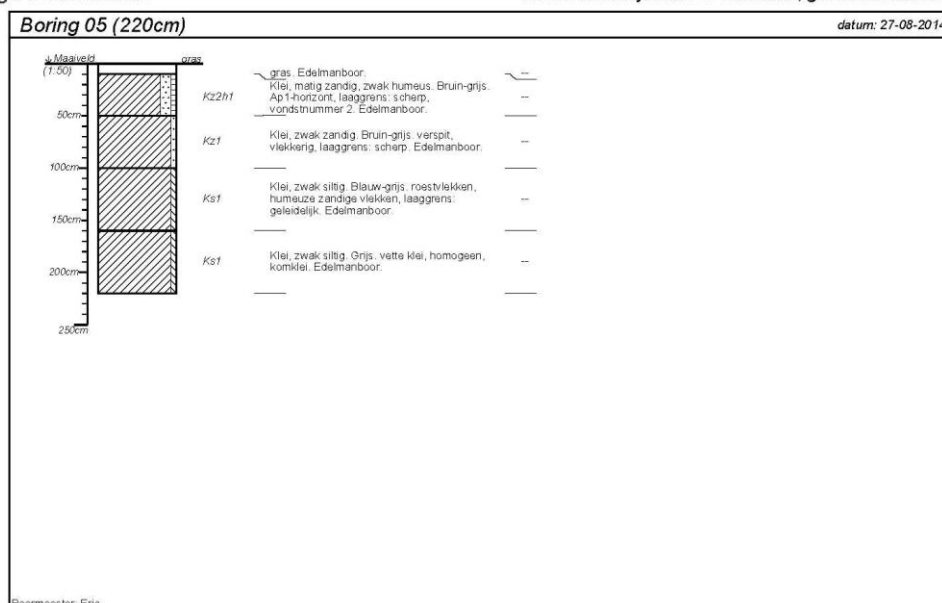 Boring 05 (220cm)
datum: 27-08-2014
Maaiveld
gras
(1:50)
gras. Edelmanboor.
--
Kz2h1
Klei, matig zandig, zwak humeus. Bruin-grijs.
Ap1-horizont, laaggrens: scherp,
vondstnummer 2. Edelmanboor.
--
50cm
Kz1
Klei, zwak zandig. Bruin-grijs. verspit,
vlekkerig, laaggrens: scherp. Edelmanboor.
--
100cm
Ks1
Klei, zwak siltig. Blauw-grijs. roestvlekken,
humeuze zandige vlekken, laaggrens:
geleidelijk. Edelmanboor.
--
150cm
Ks1
Klei, zwak siltig. Grijs. vette klei, homogeen,
komklei. Edelmanboor.
--
200cm
250cm